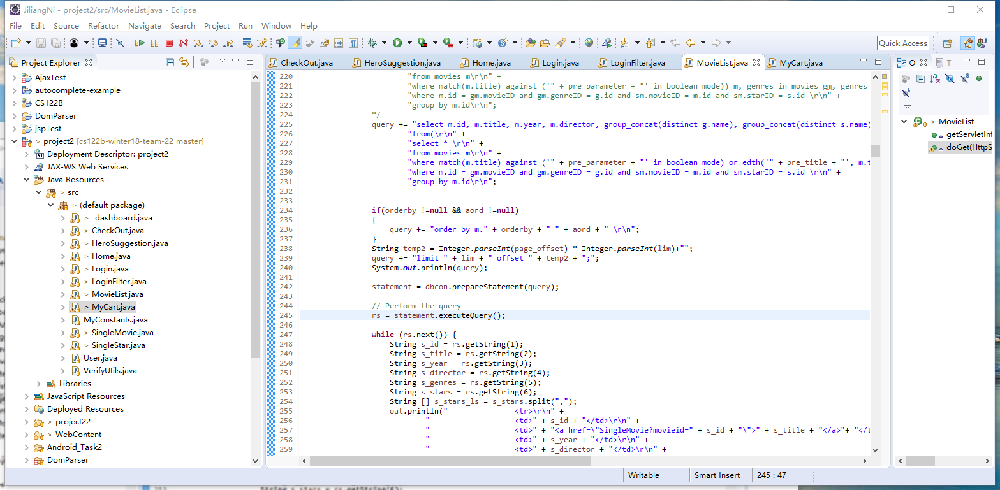 JiliangNi - project2/src/MovieList.java - Eclipse
File Edit Source Refactor Navigate Search Project Run Window Help
Quick Access
Project Explorer
AjaxTest
autocomplete-example
CS122B
DomParser
jspTest
> project2 [cs122b-winter18-team-22 master]
Deployment Descriptor: project2
JAX-WS Web Services
Java Resources
> src
> (default package)
> _dashboard.java
> CheckOut.java
> HeroSuggestion.java
> Home.java
> Login.java
> LoginFilter.java
> MovieList.java
> MyCart.java
MyConstants.java
> SingleMovie.java
> SingleStar.java
User.java
VerifyUtils.java
Libraries
JavaScript Resources
Deployed Resources
> project22
> WebContent
Android_Task2
DomParser
CheckOut.java HeroSuggestion.java Home.java Login.java LoginFilter.java MovieList.java MyCart.java
220 "from movies m\r\n" +
221 "where match(m.title) against ('" + pre_parameter + "' in boolean mode)) m, genres_in_movies gm, genres
222 "where m.id = gm.movieID and gm.genreID = g.id and sm.movieID = m.id and sm.starID = s.id \r\n" +
223 "group by m.id\r\n";
224 */
225 query += "select m.id, m.title, m.year, m.director, group_concat(distinct g.name), group_concat(distinct s.name)
226 "from(\r\n" +
227 "select * \r\n" +
228 "from movies m\r\n" +
229 "where match(m.title) against ('" + pre_parameter + "' in boolean mode) or edth('" + pre_title + "', m.t
230 "where m.id = gm.movieID and gm.genreID = g.id and sm.movieID = m.id and sm.starID = s.id \r\n" +
231 "group by m.id\r\n";
232
233
234 if(orderby !=null && aord !=null)
235 {
236 query += "order by m." + orderby + " " + aord + " \r\n";
237 }
238 String temp2 = Integer.parseInt(page_offset) * Integer.parseInt(lim)+"";
239 query += "limit " + lim + " offset " + temp2 + ";";
240 System.out.println(query);
241
242 statement = dbcon.prepareStatement(query);
243
244 // Perform the query
245 rs = statement.executeQuery();
246
247 while (rs.next()) {
248 String s_id = rs.getString(1);
249 String s_title = rs.getString(2);
250 String s_year = rs.getString(3);
251 String s_director = rs.getString(4);
252 String s_genres = rs.getString(5);
253 String s_stars = rs.getString(6);
254 String [] s_stars_ls = s_stars.split(",");
255 out.println(" <tr>\r\n" +
256 " <td>" + s_id + "</td>\r\n" +
257 " <td>" + "<a href=\"SingleMovie?movieid=" + s_id + "\">" + s_title + "</a>"+ "</t
258 " <td>" + s_year + "</td>\r\n" +
259 " <td>" + s_director + "</td>\r\n" +
O T
> MovieList
getServletInf
doGet(HttpS
Writable Smart Insert 245 : 47